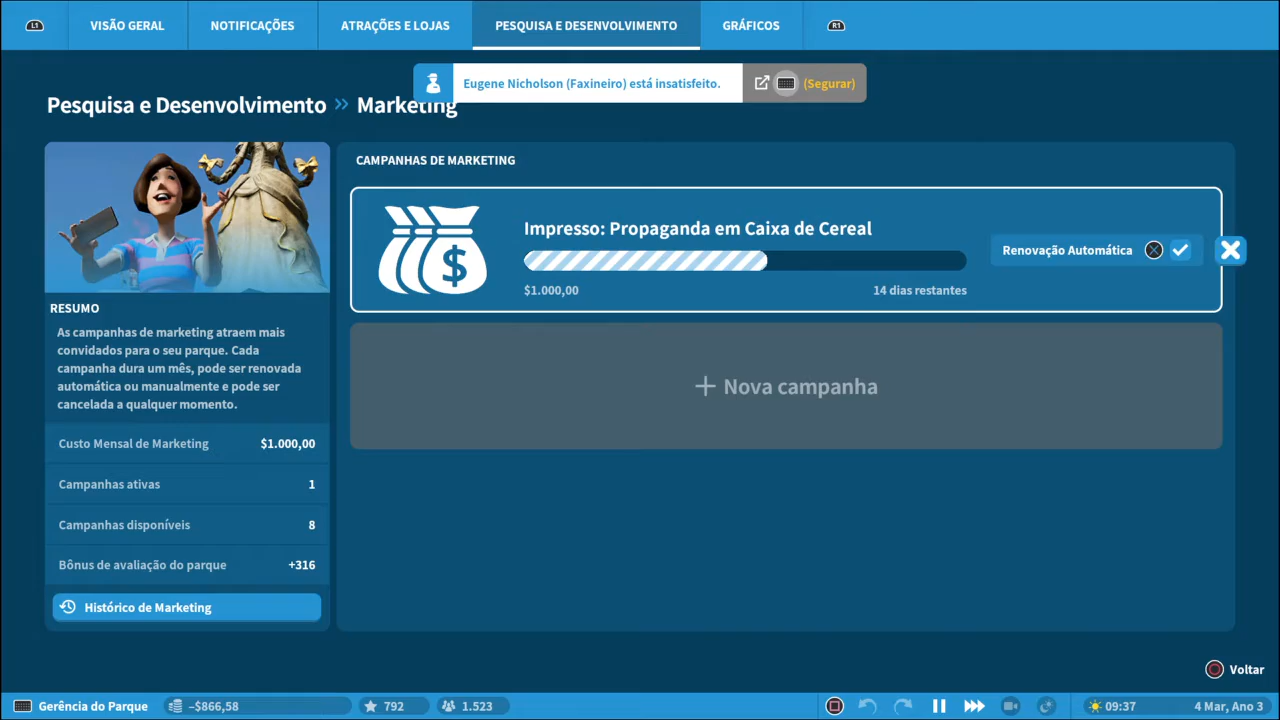 L1
VISÃO GERAL
NOTIFICAÇÕES
ATRAÇÕES E LOJAS
PESQUISA E DESENVOLVIMENTO
GRÁFICOS
R1
Eugene Nicholson (Faxineiro) está insatisfeito.
(Segurar)
Pesquisa e Desenvolvimento » Marketing
CAMPANHAS DE MARKETING
Impresso: Propaganda em Caixa de Cereal
$1.000,00
14 dias restantes
Renovação Automática
RESUMO
As campanhas de marketing atraem mais
convidados para o seu parque. Cada
campanha dura um mês, pode ser renovada
automática ou manualmente e pode ser
cancelada a qualquer momento.
Custo Mensal de Marketing $1.000,00
Campanhas ativas 1
Campanhas disponíveis 8
Bônus de avaliação do parque +316
Histórico de Marketing
+ Nova campanha
Voltar
Gerência do Parque
–$866,58
792
1.523
09:37
4 Mar, Ano 3